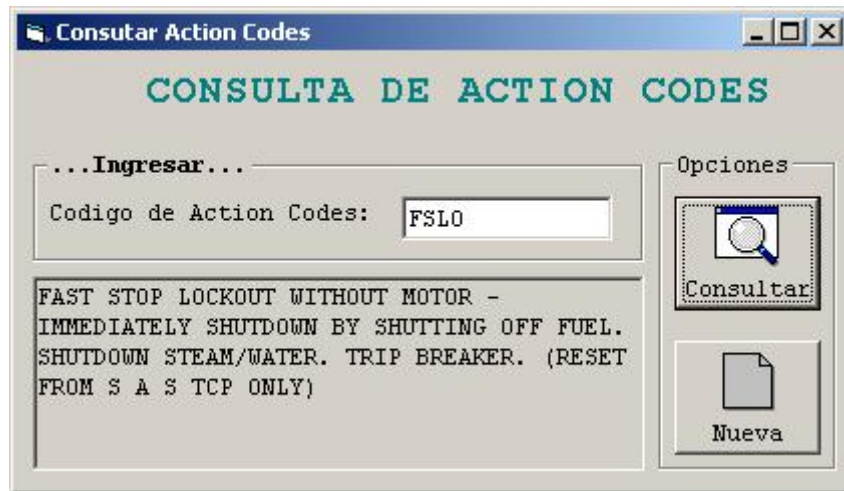 Consutar Action Codes
CONSULTA DE ACTION CODES
...Ingresar...
Codigo de Action Codes: FSLO
FAST STOP LOCKOUT WITHOUT MOTOR -
IMMEDIATELY SHUTDOWN BY SHUTTING OFF FUEL.
SHUTDOWN STEAM/WATER. TRIP BREAKER. (RESET
FROM S A S TCP ONLY)
Opciones
Consultar
Nueva